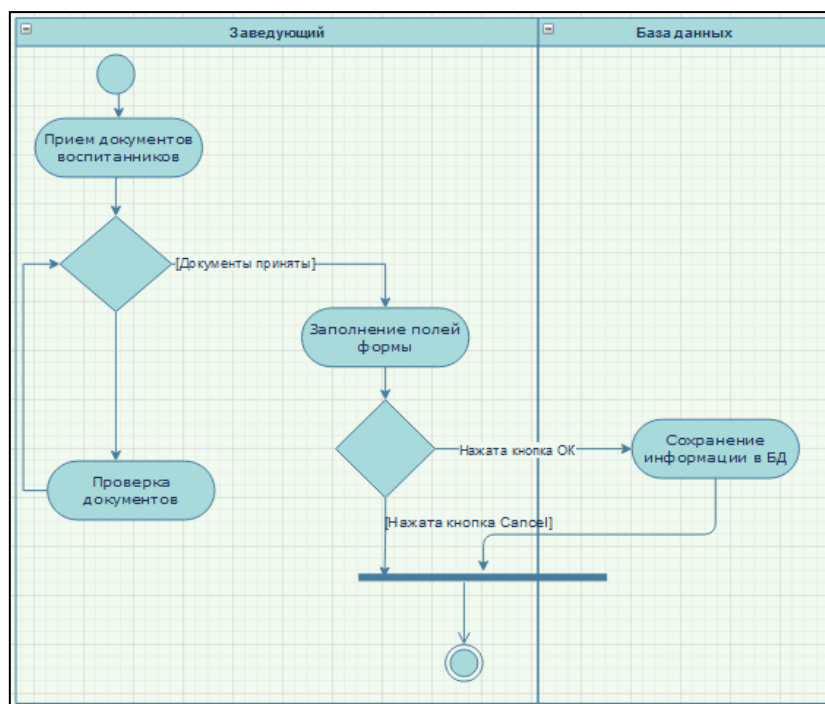 Заведующий
База данных
Прием документов
воспитанников
[Документы приняты]
Заполнение полей
формы
Нажата кнопка OK
Сохранение
информации в БД
Проверка
документов
[Нажата кнопка Cancel]